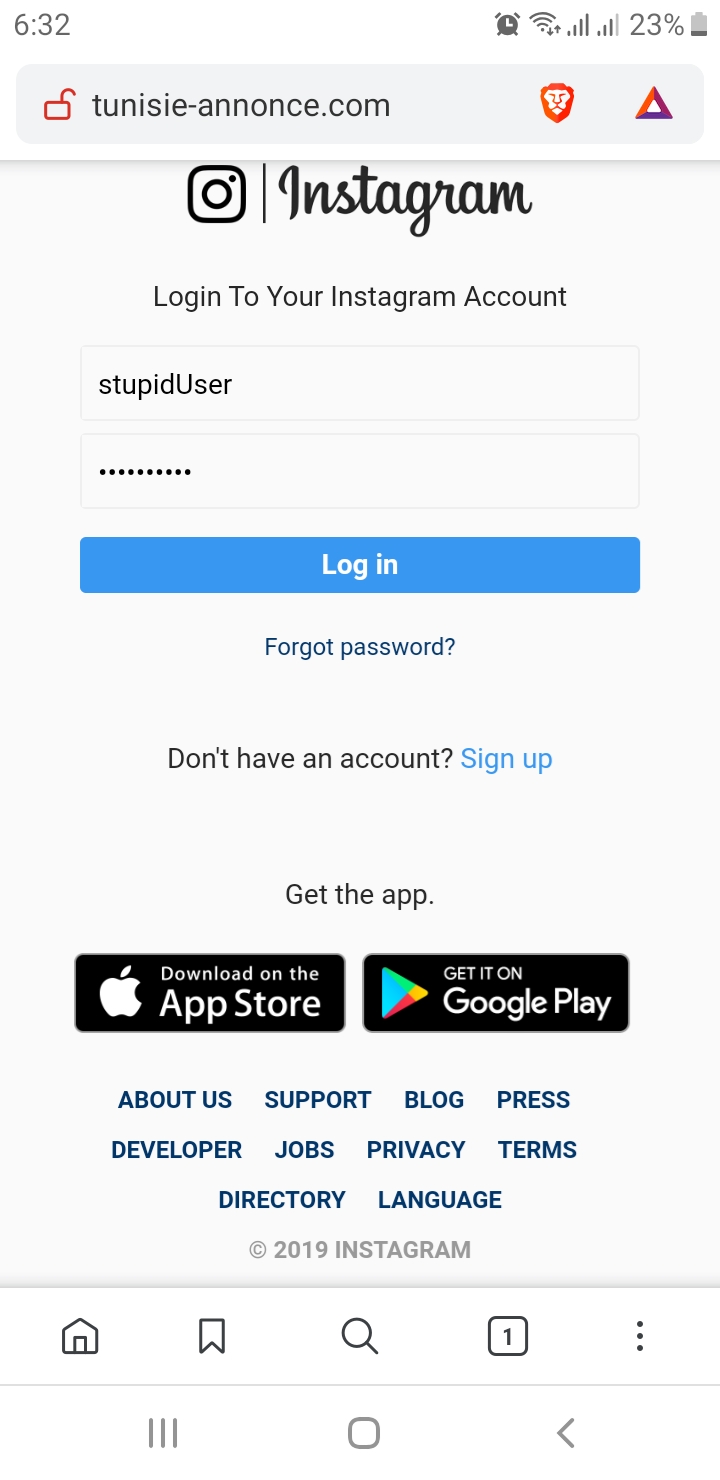 6:32 23%
tunisie-annonce.com
Instagram
Login To Your Instagram Account
stupidUser
••••••••••
Log in
Forgot password?
Don't have an account? Sign up
Get the app.
Download on the App Store
GET IT ON Google Play
ABOUT US SUPPORT BLOG PRESS
DEVELOPER JOBS PRIVACY TERMS
DIRECTORY LANGUAGE
© 2019 INSTAGRAM
1